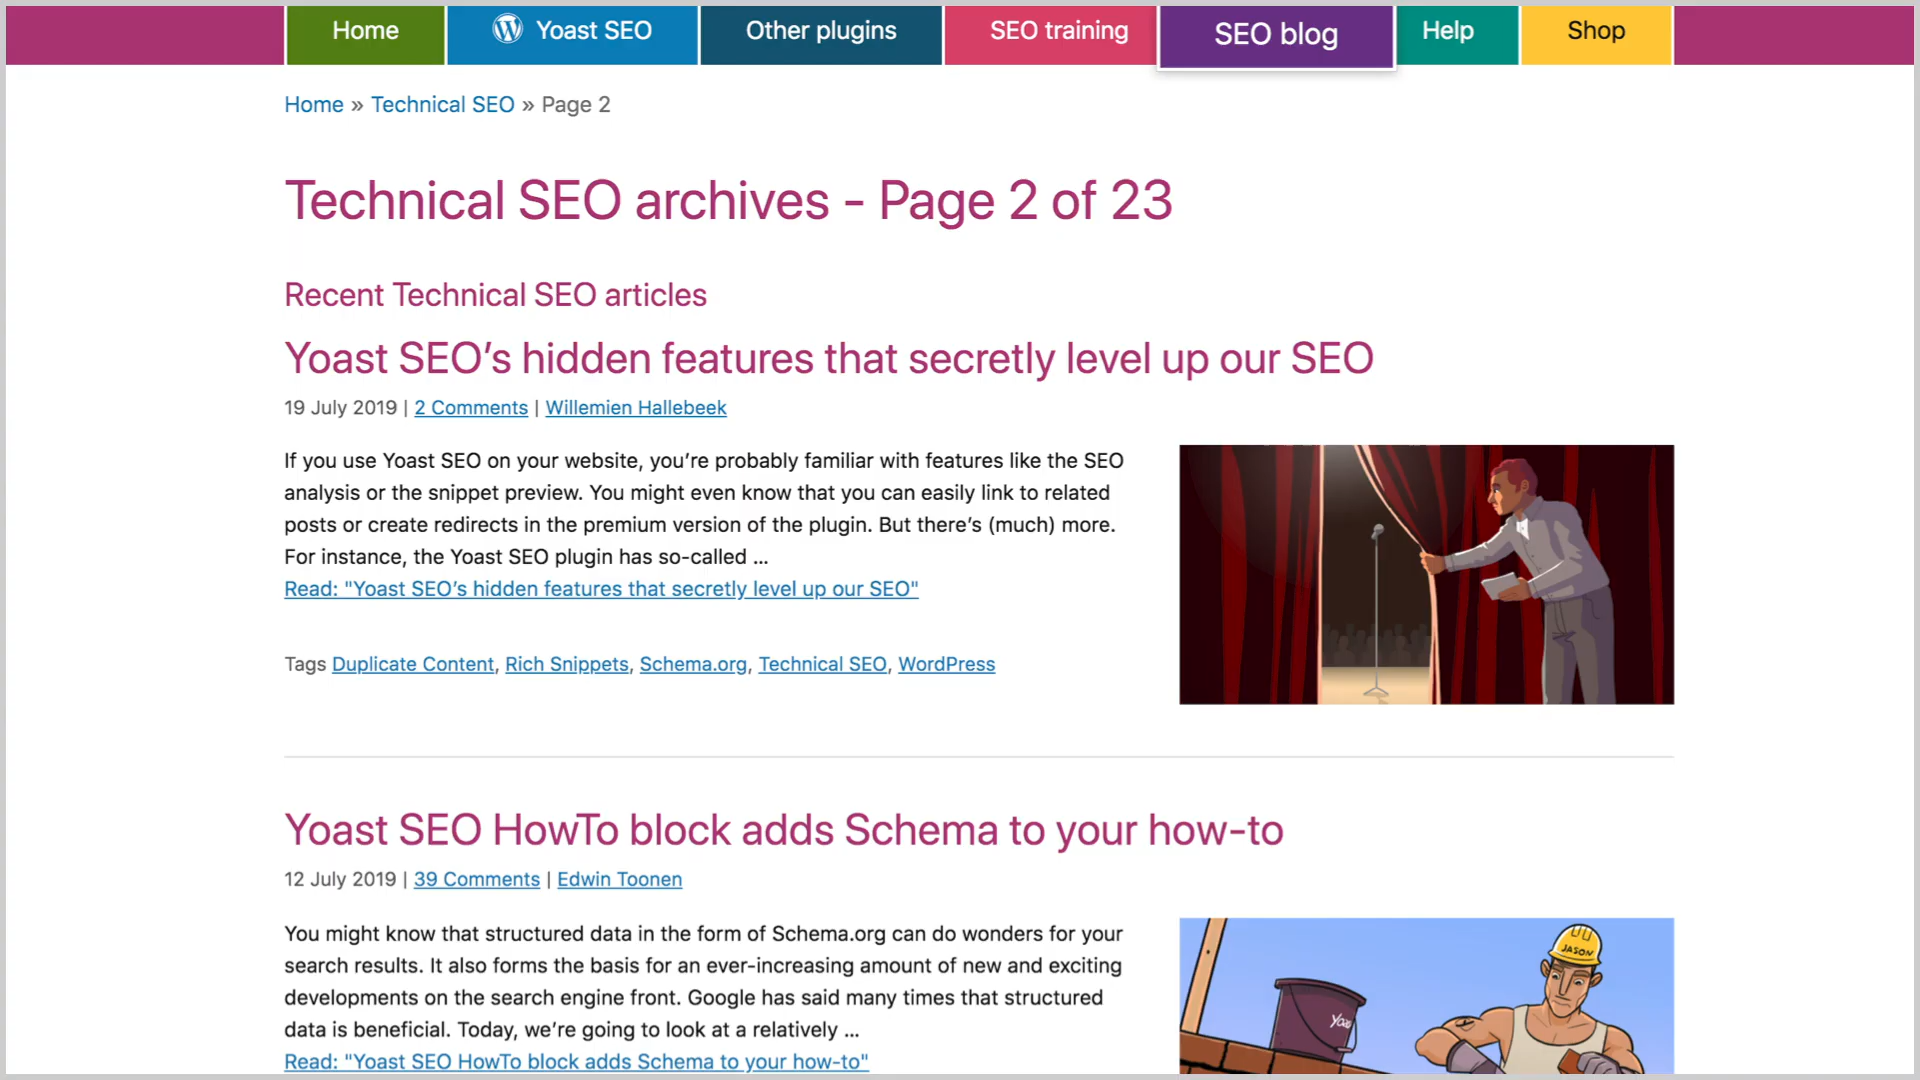 Home Yoast SEO Other plugins SEO training SEO blog Help Shop
Home » Technical SEO » Page 2
Technical SEO archives - Page 2 of 23
Recent Technical SEO articles
Yoast SEO’s hidden features that secretly level up our SEO
19 July 2019 | 2 Comments | Willemien Hallebeek
If you use Yoast SEO on your website, you’re probably familiar with features like the SEO
analysis or the snippet preview. You might even know that you can easily link to related
posts or create redirects in the premium version of the plugin. But there’s (much) more.
For instance, the Yoast SEO plugin has so-called ...
Read: "Yoast SEO’s hidden features that secretly level up our SEO"
Tags Duplicate Content, Rich Snippets, Schema.org, Technical SEO, WordPress
Yoast SEO HowTo block adds Schema to your how-to
12 July 2019 | 39 Comments | Edwin Toonen
You might know that structured data in the form of Schema.org can do wonders for your
search results. It also forms the basis for an ever-increasing amount of new and exciting
developments on the search engine front. Google has said many times that structured
data is beneficial. Today, we’re going to look at a relatively ...
Read: "Yoast SEO HowTo block adds Schema to your how-to"
JASON